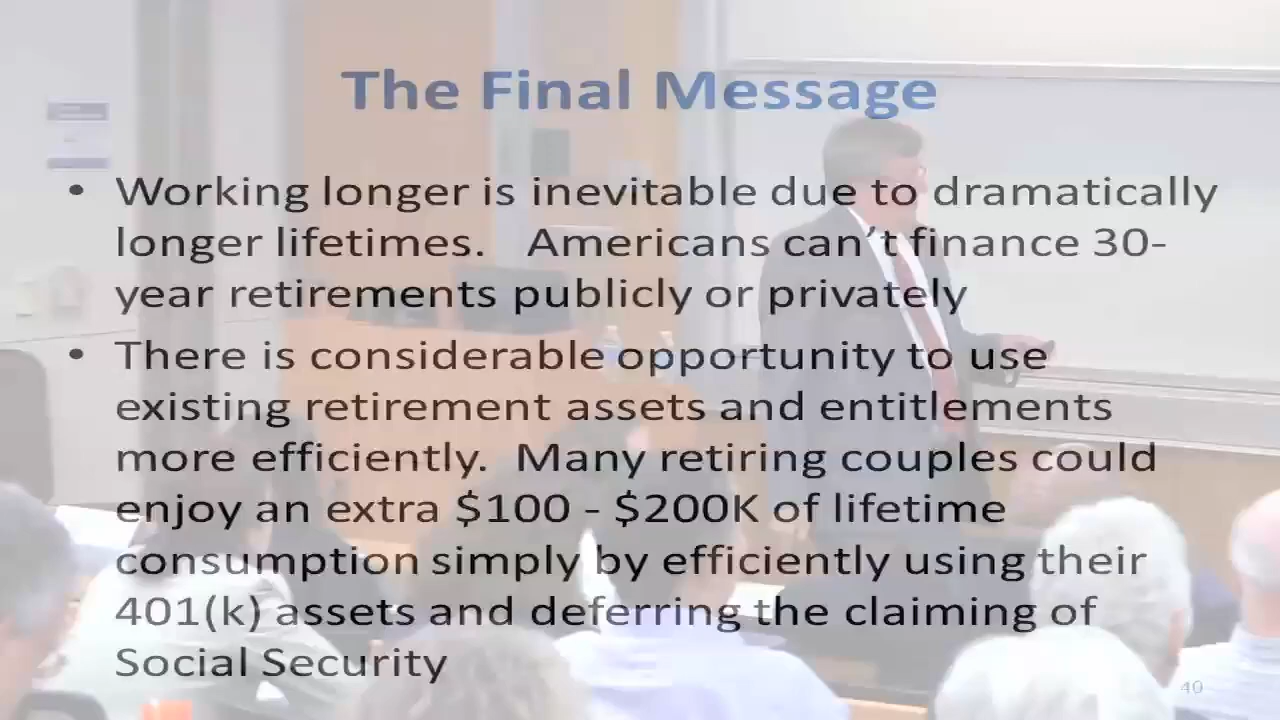 The Final Message
• Working longer is inevitable due to dramatically
longer lifetimes. Americans can't finance 30-
year retirements publicly or privately
• There is considerable opportunity to use
existing retirement assets and entitlements
more efficiently. Many retiring couples could
enjoy an extra $100 - $200K of lifetime
consumption simply by efficiently using their
401(k) assets and deferring the claiming of
Social Security
40